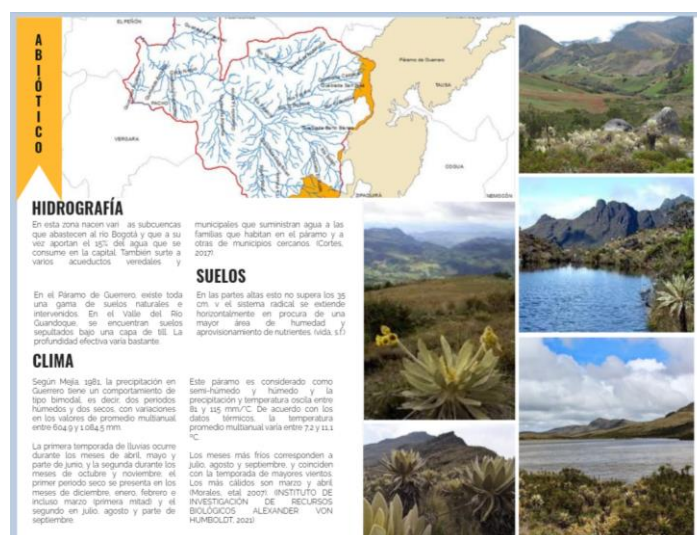 ABIÓTICO
EL PEÑÓN
PACHO
VERGARA
Páramo de Guerrero
TAUSA
COGUA
ZIPAQUIRÁ
NEMOCÓN
HIDROGRAFÍA
En esta zona nacen van as subcuencas
que abastecen al río Bogotá y que a su
vez aportan el 15% del agua que se
consume en la capital. También surte a
varios acueductos veredales y
municipales que suministran agua a las
familias que habitan en el páramo y a
otras de municipios cercanos. (Cortes,
2017).
SUELOS
En el Páramo de Guerrero, existe toda
una gama de suelos naturales e
intervenidos. En el Valle del Río
Guandoque, se encuentran suelos
sepultados bajo una capa de till. La
profundidad efectiva varía bastante.
En las partes altas esto no supera los 35
cm. y el sistema radical se extiende
horizontalmente en procura de una
mayor área de humedad y
aprovisionamiento de nutrientes. (vida, s.f.)
CLIMA
Según Mejía, 1981, la precipitación en
Guerrero tiene un comportamiento de
tipo bimodal, es decir, dos periodos
húmedos y dos secos, con variaciones
en los valores de promedio multianual
entre 604.9 y 1.084.5 mm.
La primera temporada de lluvias ocurre
durante los meses de abril, mayo y
parte de junio, y la segunda durante los
meses de octubre y noviembre, el
primer periodo seco se presenta en los
meses de diciembre, enero, febrero e
incluso marzo (primera mitad) y el
segundo en julio, agosto y parte de
septiembre
Este páramo es considerado como
semi-húmedo y húmedo y la
precipitación y temperatura oscila entre
81 y 115 mm/°C. De acuerdo con los
datos térmicos, la temperatura
promedio multianual varía entre 7.2 y 11.1
°C.
Los meses más fríos corresponden a
julio, agosto y septiembre, y coinciden
con la temporada de mayores vientos.
Los más cálidos son marzo y abril
(Morales, etal 2007). (INSTITUTO DE
INVESTIGACIÓN DE RECURSOS
BIOLÓGICOS ALEXANDER VON
HUMBOLDT, 2021)